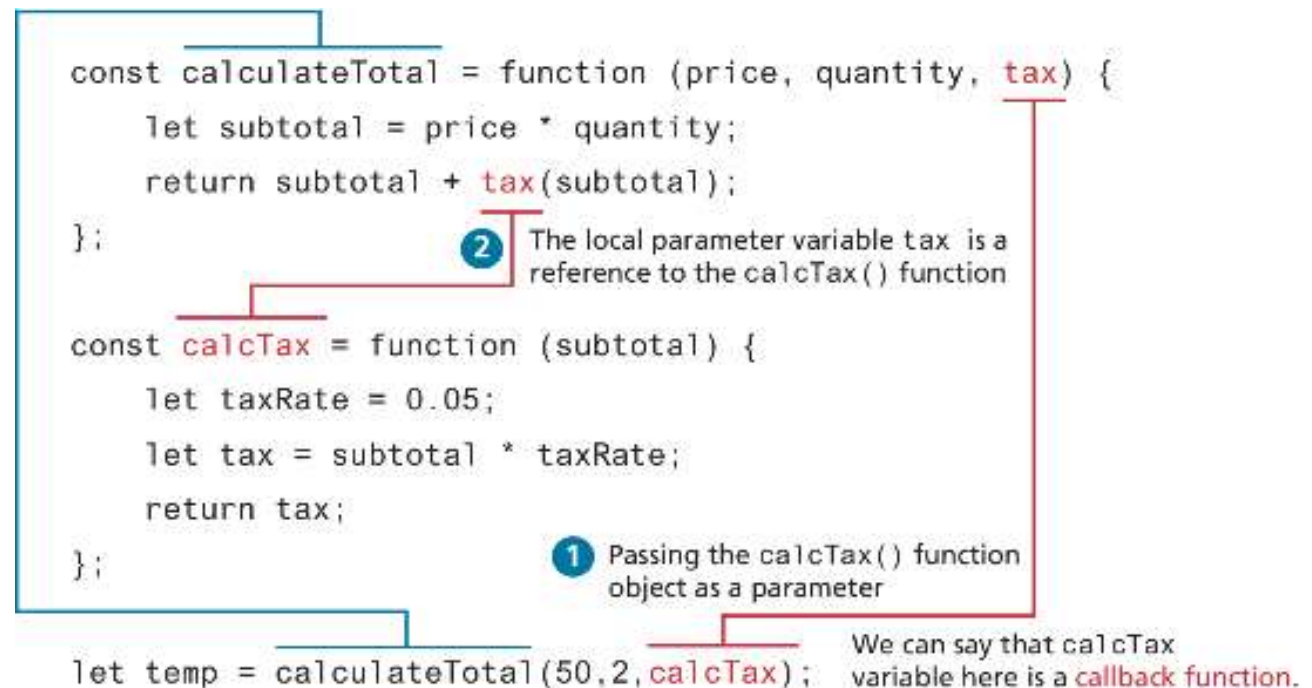 const calculateTotal = function (price, quantity, tax) {
let subtotal = price * quantity;
return subtotal + tax(subtotal);
};
2 The local parameter variable tax is a
reference to the calcTax() function
const calcTax = function (subtotal) {
let taxRate = 0.05;
let tax = subtotal * taxRate;
return tax;
};
1 Passing the calcTax() function
object as a parameter
let temp = calculateTotal(50,2,calcTax);
We can say that calcTax
variable here is a callback function.